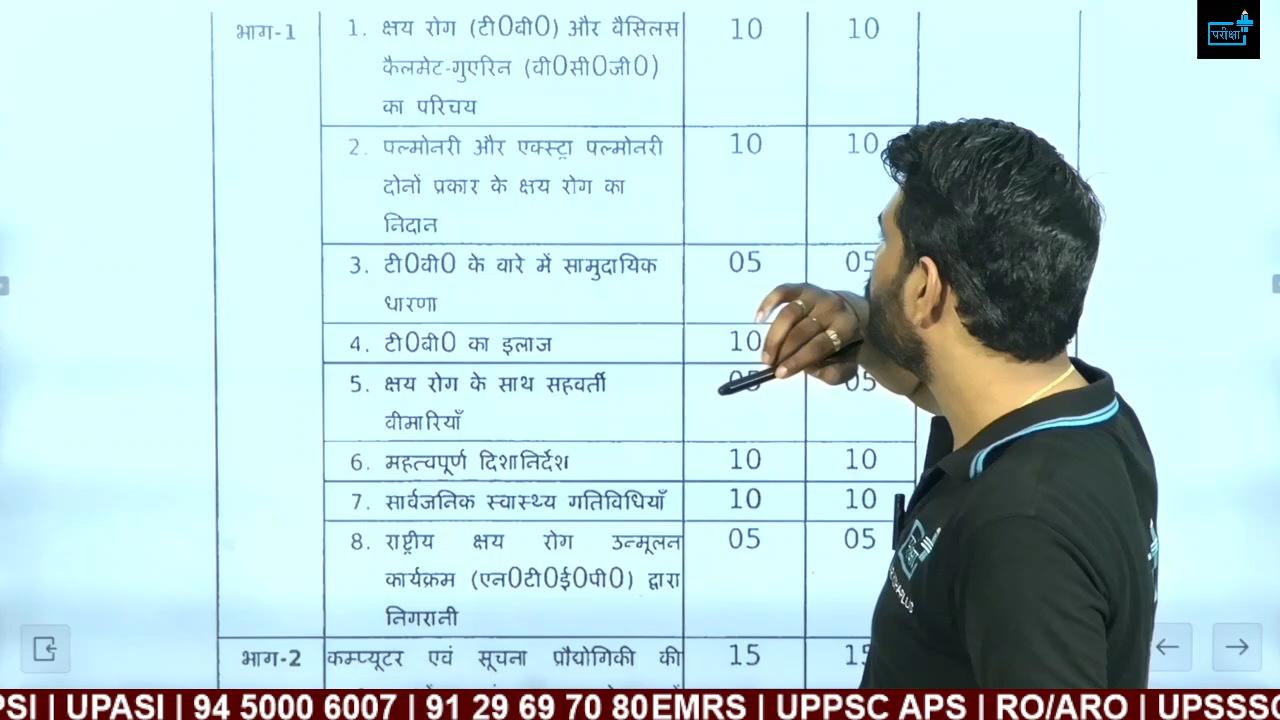 परीक्षा
भाग-1 1. क्षय रोग (टी0बी0) और वैसिलस 10 10
कैलमेट-गुएरिन (वी0सी0जी0)
का परिचय
2. पल्मोनरी और एक्स्ट्रा पल्मोनरी 10 10
दोनों प्रकार के क्षय रोग का
निदान
3. टी0वी0 के वारे में सामुदायिक 05 05
धारणा
4. टी0बी0 का इलाज 10
5. क्षय रोग के साथ सहवर्ती 05 05
वीमारियाँ
6. महत्वपूर्ण दिशानिर्देश 10 10
7. सार्वजनिक स्वास्थ्य गतिविधियाँ 10 10
8. राष्ट्रीय क्षय रोग उन्मूलन 05 05
कार्यक्रम (एन0टी0ई0पी0) द्वारा
निगरानी
भाग-2 कम्प्यूटर एवं सूचना प्रौद्योगिकी की 15 15
PSI | UPASI | 94 5000 6007 | 91 29 69 70 80 EMRS | UPPSC APS | RO/ARO | UPSSSC